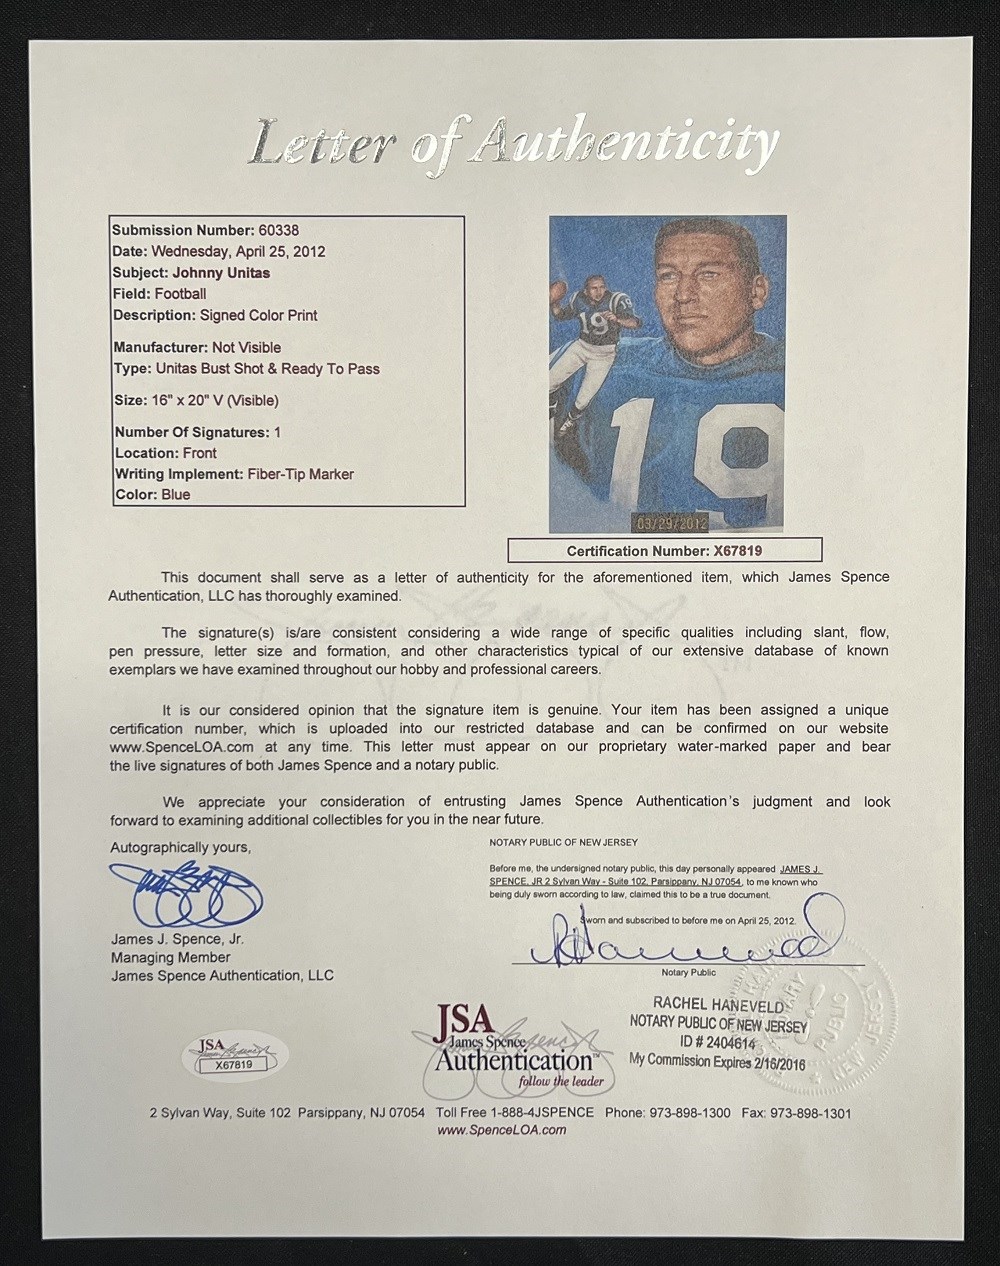 Letter of Authenticity
Submission Number: 60338
Date: Wednesday, April 25, 2012
Subject: Johnny Unitas
Field: Football
Description: Signed Color Print
Manufacturer: Not Visible
Type: Unitas Bust Shot & Ready To Pass
Size: 16" x 20" V (Visible)
Number Of Signatures: 1
Location: Front
Writing Implement: Fiber-Tip Marker
Color: Blue
19
19
19
03/29/2012
Certification Number: X67819
This document shall serve as a letter of authenticity for the aforementioned item, which James Spence
Authentication, LLC has thoroughly examined.
The signature(s) is/are consistent considering a wide range of specific qualities including slant, flow,
pen pressure, letter size and formation, and other characteristics typical of our extensive database of known
exemplars we have examined throughout our hobby and professional careers.
It is our considered opinion that the signature item is genuine. Your item has been assigned a unique
certification number, which is uploaded into our restricted database and can be confirmed on our website
www.SpenceLOA.com at any time. This letter must appear on our proprietary water-marked paper and bear
the live signatures of both James Spence and a notary public.
We appreciate your consideration of entrusting James Spence Authentication's judgment and look
forward to examining additional collectibles for you in the near future.
Autographically yours,
James J. Spence, Jr.
Managing Member
James Spence Authentication, LLC
NOTARY PUBLIC OF NEW JERSEY
Before me, the undersigned notary public, this day personally appeared JAMES J.
SPENCE, JR 2 Sylvan Way - Suite 102, Parsippany, NJ 07054, to me known who
being duly sworn according to law, claimed this to be a true document.
Sworn and subscribed to before me on April 25, 2012.
Notary Public
RACHEL HANEVELD
NOTARY PUBLIC OF NEW JERSEY
ID # 2404614
My Commission Expires 2/16/2016
NOTARY PUBLIC
NEW JERSEY
JSA
X67819
JSA
James Spence
Authentication™
follow the leader
2 Sylvan Way, Suite 102 Parsippany, NJ 07054 Toll Free 1-888-4JSPENCE Phone: 973-898-1300 Fax: 973-898-1301
www.SpenceLOA.com